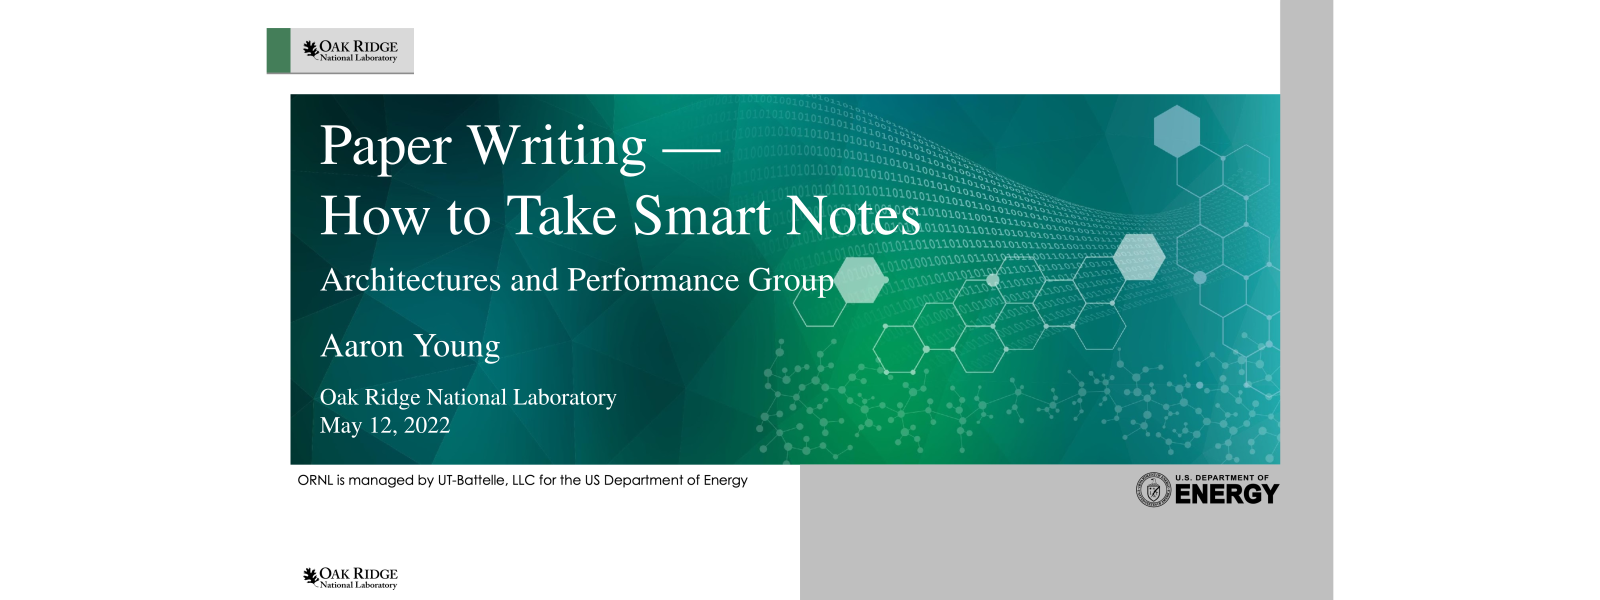 OAK RIDGE
National Laboratory
Paper Writing —
How to Take Smart Notes
Architectures and Performance Group
Aaron Young
Oak Ridge National Laboratory
May 12, 2022
ORNL is managed by UT-Battelle, LLC for the US Department of Energy
U.S. DEPARTMENT OF
ENERGY
OAK RIDGE
National Laboratory